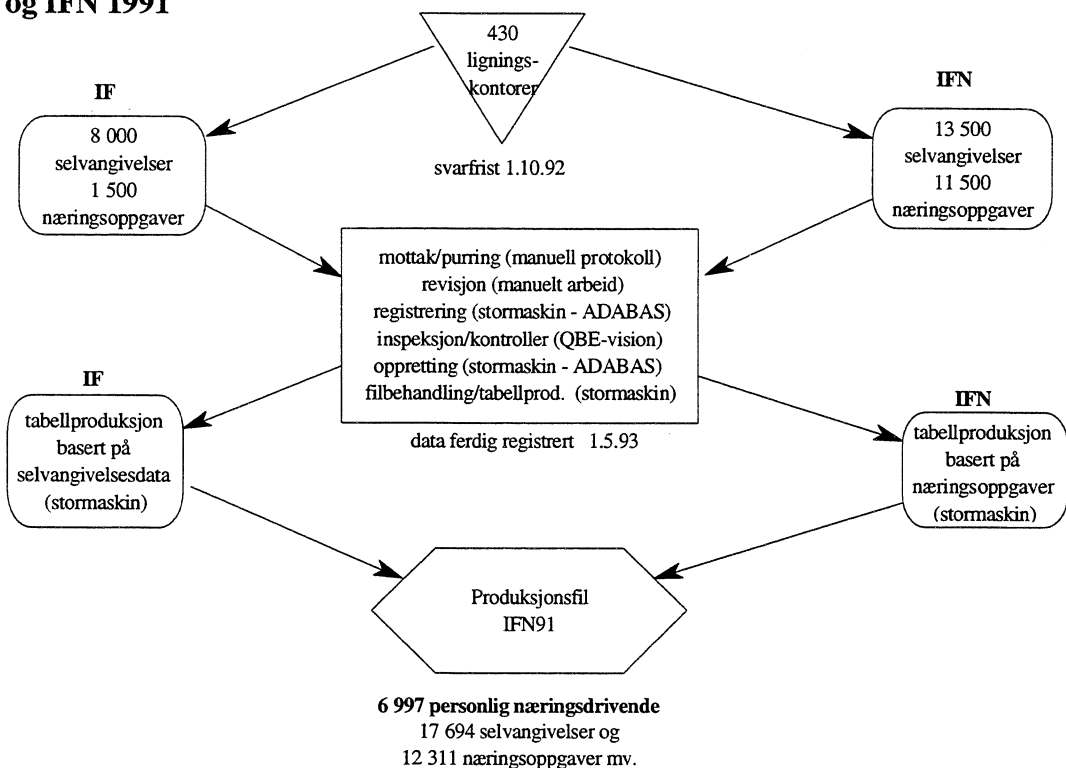 og IFN 1991
430
lignings-
kontorer
IF
8 000
selvangivelser
1 500
næringsoppgaver
svarfrist 1.10.92
IFN
13 500
selvangivelser
11 500
næringsoppgaver
mottak/purring (manuell protokoll)
revisjon (manuelt arbeid)
registrering (stormaskin - ADABAS)
inspeksjon/kontroller (QBE-vision)
oppretting (stormaskin - ADABAS)
filbehandling/tabellprod. (stormaskin)
data ferdig registrert 1.5.93
IF
tabellproduksjon
basert på
selvangivelsesdata
(stormaskin)
IFN
tabellproduksjon
basert på
næringsoppgaver
(stormaskin)
Produksjonsfil
IFN91
6 997 personlig næringsdrivende
17 694 selvangivelser og
12 311 næringsoppgaver mv.